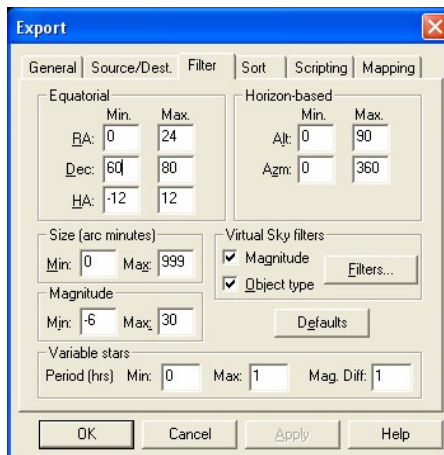 Export
General Source/Dest. Filter Sort Scripting Mapping
Equatorial
Min. Max.
RA: 0 24
Dec: 60 80
HA: -12 12
Horizon-based
Min. Max.
Alt: 0 90
Azm: 0 360
Size (arc minutes)
Min: 0 Max: 999
Virtual Sky filters
Magnitude
Object type
Filters...
Magnitude
Min: -6 Max: 30
Defaults
Variable stars
Period (hrs) Min: 0 Max: 1 Mag. Diff: 1
OK Cancel Apply Help